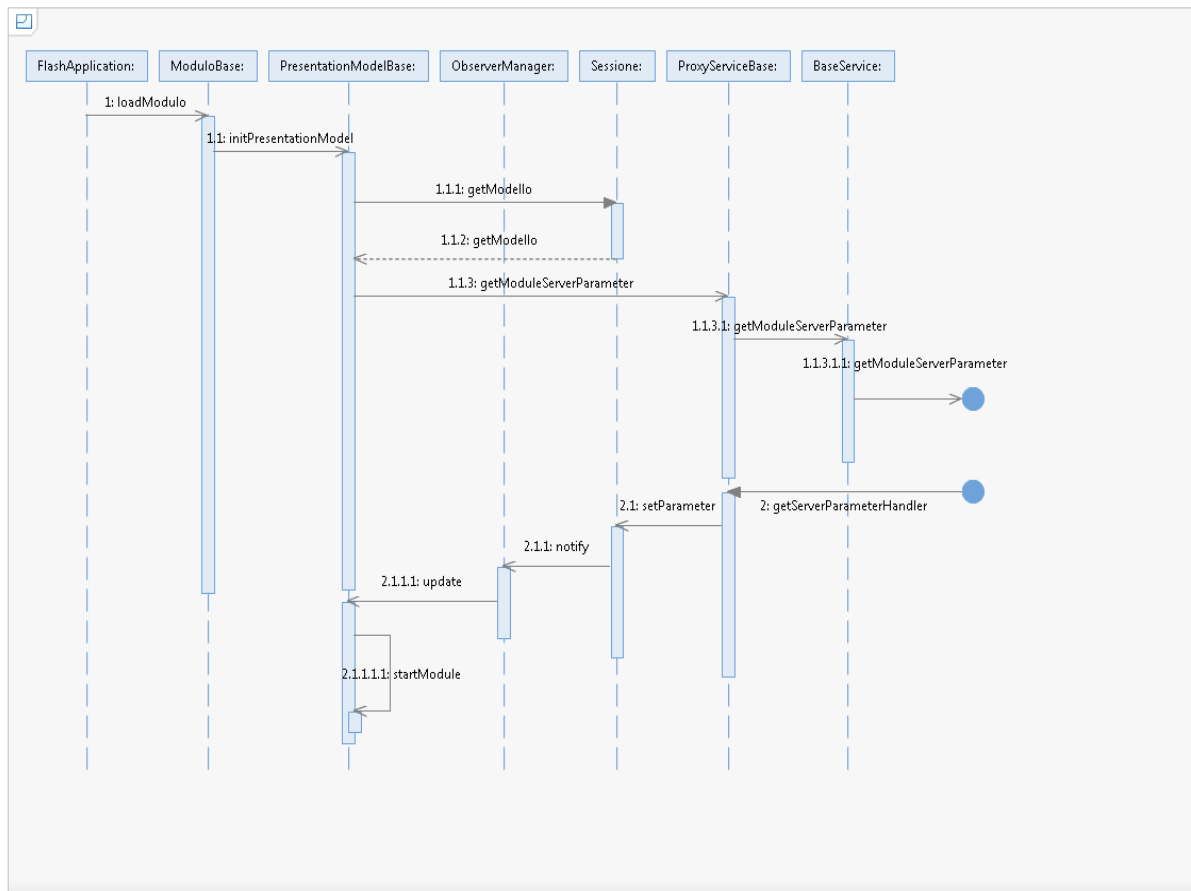 FlashApplication:
ModuloBase:
PresentationModelBase:
ObserverManager:
Sessione:
ProxyServiceBase:
BaseService:
1: loadModulo
1.1: initPresentationModel
1.1.1: getModello
1.1.2: getModello
1.1.3: getModuleServerParameter
1.1.3.1: getModuleServerParameter
1.1.3.1.1: getModuleServerParameter
2: getServerParameterHandler
2.1: setParameter
2.1.1: notify
2.1.1.1: update
2.1.1.1.1: startModule